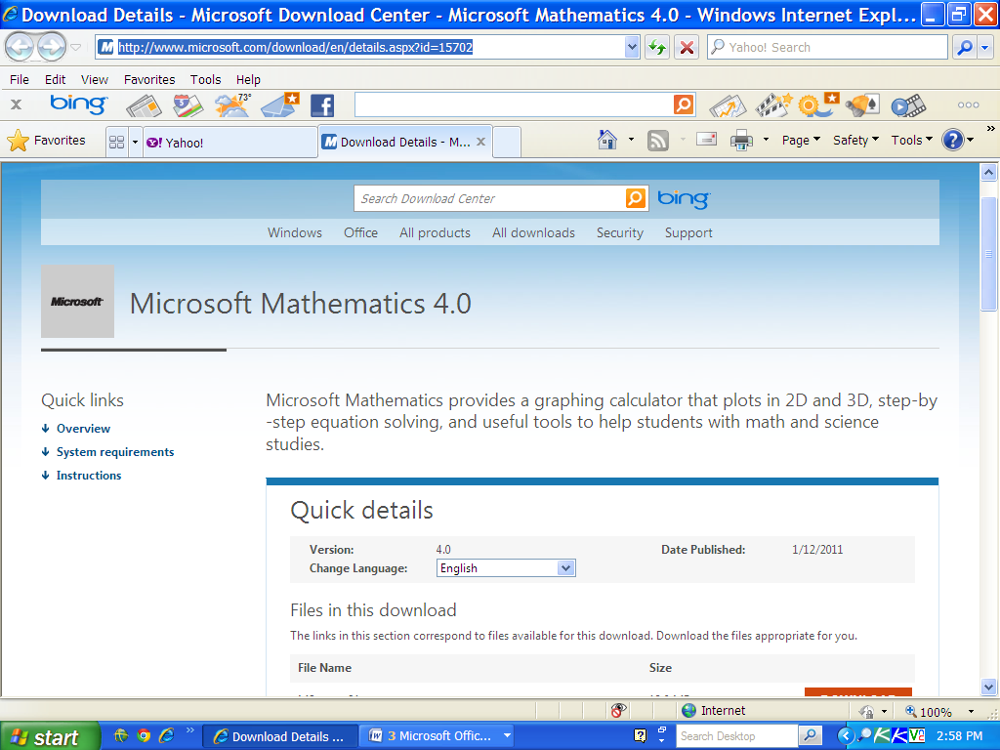 Download Details - Microsoft Download Center - Microsoft Mathematics 4.0 - Windows Internet Expl...
http://www.microsoft.com/download/en/details.aspx?id=15702
Yahoo! Search
File Edit View Favorites Tools Help
x bing 73°
Favorites
Yahoo!
Download Details - M...
Page Safety Tools
Search Download Center
bing
Windows Office All products All downloads Security Support
Microsoft
Microsoft Mathematics 4.0
Quick links
Overview
System requirements
Instructions
Microsoft Mathematics provides a graphing calculator that plots in 2D and 3D, step-by
-step equation solving, and useful tools to help students with math and science
studies.
Quick details
Version: 4.0 Date Published: 1/12/2011
Change Language: English
Files in this download
The links in this section correspond to files available for this download. Download the files appropriate for you.
File Name Size
Internet 100%
start Download Details ... 3 Microsoft Offic... Search Desktop 2:58 PM